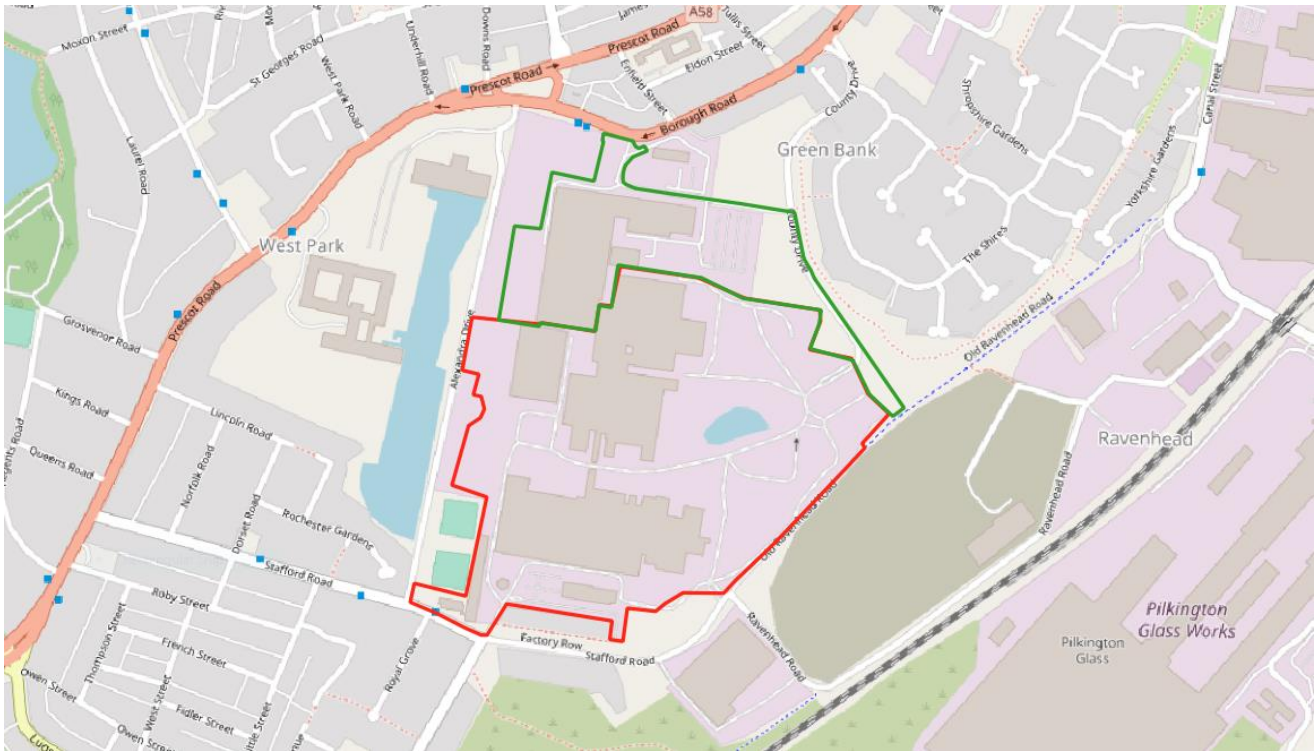 Moxon Street
St Georges Road
Underhill Road
Downs Road
A58
Prescot Road
Prescot Road
Tullis Street
Eldon Street
Enfield Street
West Park Road
Borough Road
County Drive
Green Bank
Shropshire Gardens
Canal Street
Yorkshire Gardens
Laurel Road
West Park
County Drive
The Shires
Prescot Road
Grosvenor Road
Alexandra Drive
Old Ravenhead Road
Kings Road
Lincoln Road
Queens Road
Norfolk Road
Ravenhead
Dorset Road
Rochester Gardens
Ravenhead Road
Old Ravenhead Road
Stafford Road
Roby Street
Thompson Street
French Street
Factory Row
Stafford Road
Ravenhead Road
Pilkington
Glass Works
Pilkington
Glass
Royal Grove
Owen Street
West Street
Fidler Street
Owen Street